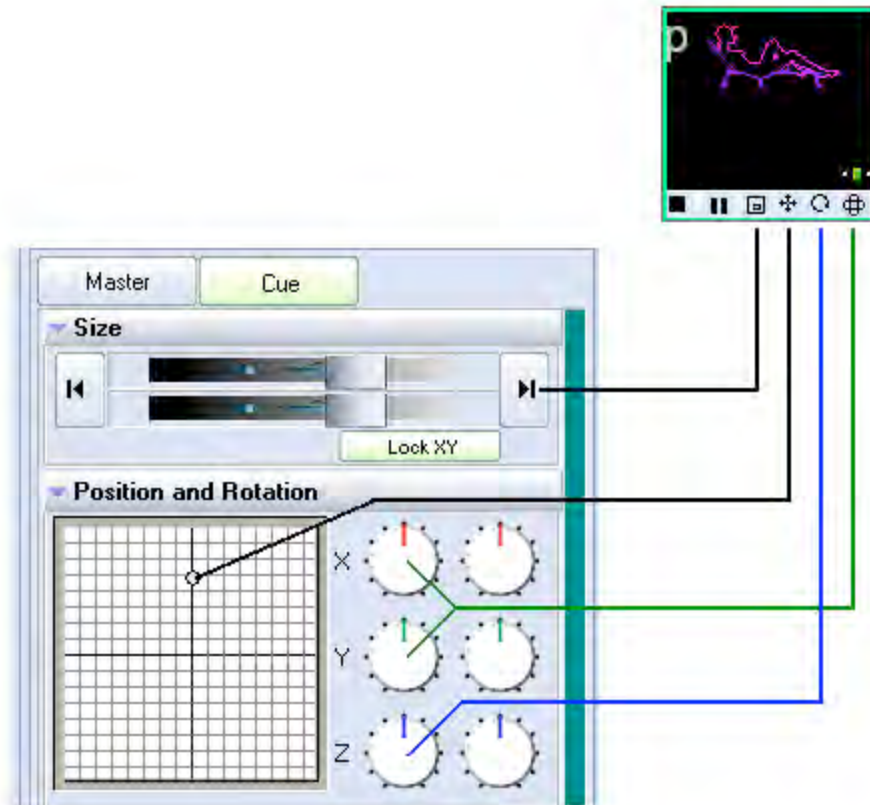 p
Master
Cue
Size
Lock XY
Position and Rotation
X
Y
Z